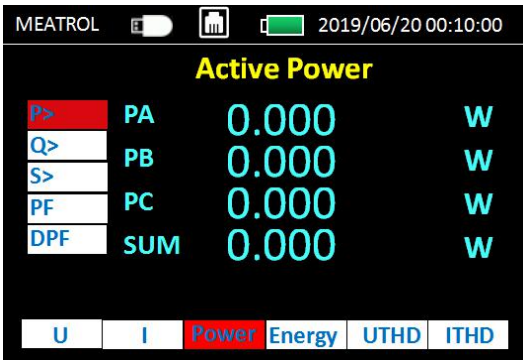 MEATROL 2019/06/20 00:10:00
Active Power
P> PA 0.000 W
Q>
PB 0.000 W
S>
PF PC 0.000 W
DPF SUM 0.000 W
U I Power Energy UTHD ITHD